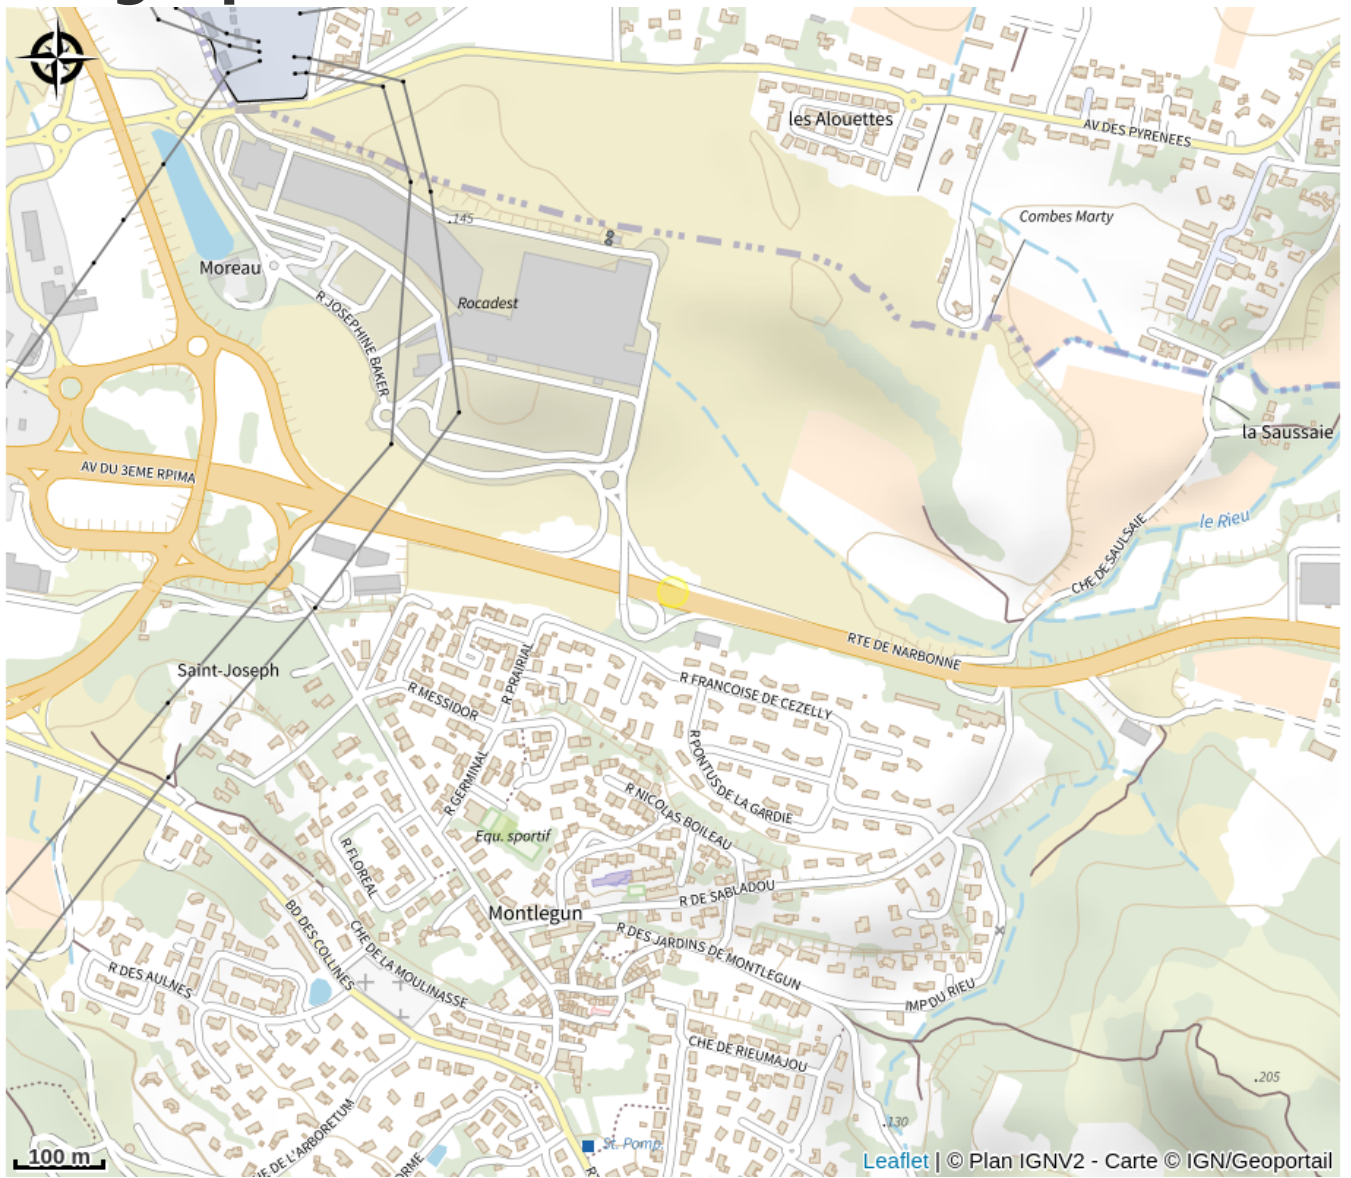 les Alouettes
AV DES PYRENEES
.145
Combes Marty
Moreau
Rocadest
R JOSEPHINE BAKER
la Saussaie
AV DU 3EME RPIMA
le Rieu
CHE DE SAULSAIE
RTE DE NARBONNE
Saint-Joseph
R PRAIRIAL
R MESSIDOR
R FRANCOISE DE CEZELLY
R PONTUS DE LA GARDIE
R GERMINAL
R NICOLAS BOILEAU
Equ. sportif
R FLOREAL
R DE SABLADOU
Montlegun
BD DES COLLINES
CHE DE LA MOULINASSE
R DES JARDINS DE MONTLEGUN
R DES AULNES
IMP DU RIEU
CHE DE RIEUMAJOU
.205
.130
DE L'ARBORETUM
ORME
St. Pomp.
100 m
Leaflet | © Plan IGNV2 - Carte © IGN/Geoportail